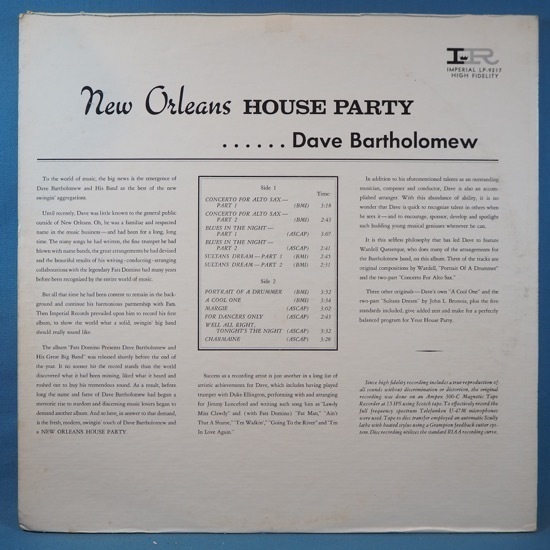 IR
IMPERIAL LP-9217
HIGH FIDELITY
New Orleans HOUSE PARTY
...... Dave Bartholomew
To the world of music, the big news is the emergence of
Dave Bartholomew and His Band as the best of the new
swingin' aggregations.
Until recently, Dave was little known to the general public
outside of New Orleans. Oh, he was a familiar and respected
name in the music business—and had been for a long, long
time. The many songs he had written, the fine trumpet he had
blown with name bands, the great arrangements he had devised
and the beautiful results of his writing–conducting–arranging
collaborations with the legendary Fats Domino had many years
before been recognized by the entire world of music.
But all that time he had been content to remain in the back-
ground and continue his harmonious partnership with Fats.
Then Imperial Records prevailed upon him to record his first
album, to show the world what a solid, swingin' big band
should really sound like.
The album "Fats Domino Presents Dave Bartholomew and
His Great Big Band" was released shortly before the end of
the year. It no sooner hit the record stands than the world
discovered what it had been missing, liked what it heard and
rushed out to buy his tremendous sound. As a result, before
long the name and fame of Dave Bartholomew had begun a
meteoric rise to stardom and discerning music lovers began to
demand another album. And so here, in answer to that demand,
is the fresh, modern, swingin' touch of Dave Bartholomew and
a NEW ORLEANS HOUSE PARTY.
Side 1
Time:
CONCERTO FOR ALTO SAX—
PART 1 (BMI) 3:18
CONCERTO FOR ALTO SAX—
PART 2 (BMI) 2:43
BLUES IN THE NIGHT—
PART 1 (ASCAP) 3:07
BLUES IN THE NIGHT—
PART 2 (ASCAP) 2:41
SULTANS DREAM—PART 1 (BMI) 2:45
SULTANS DREAM—PART 2 (BMI) 2:31
Side 2
PORTRAIT OF A DRUMMER (BMI) 3:52
A COOL ONE (BMI) 3:34
MARGIE (ASCAP) 3:02
FOR DANCERS ONLY (ASCAP) 2:43
WELL ALL RIGHT,
TONIGHT'S THE NIGHT (ASCAP) 3:32
CHARMAINE (ASCAP) 3:26
Success as a recording artist is just another in a long list of
artistic achievements for Dave, which includes having played
trumpet with Duke Ellington, performing with and arranging
for Jimmy Lunceford and writing such song hits as "Lawdy
Miss Clawdy" and (with Fats Domino) "Fat Man," "Ain't
That A Shame," "I'm Walkin'," "Going To the River" and "I'm
In Love Again."
In addition to his aforementioned talents as an outstanding
musician, composer and conductor, Dave is also an accom-
plished arranger. With this abundance of ability, it is no
wonder that Dave is quick to recognize talent in others when
he sees it—and to encourage, sponsor, develop and spotlight
such budding young geniuses whenever he can.
It is this selfless philosophy that has led Dave to feature
Wardell Quezerque, who does many of the arrangements for
the Bartholomew band, on this album. Three of the tracks are
original compositions by Wardell, "Portrait Of A Drummer"
and the two-part "Concerto For Alto Sax."
Three other originals—Dave's own "A Cool One" and the
two-part "Sultans Dream" by John L. Brunnis, plus the five
standards included, give added zest and make for a perfectly
balanced program for Your House Party.
Since high fidelity recording includes a true reproduction of
all sounds without discrimination or distortion, the original
recording was done on an Ampex 300-C Magnetic Tape
Recorder at 15 IPS using Scotch tape. To effectively record the
full frequency spectrum Telefunken U-47M microphones
were used. Tape to disc transfer employed an automatic Scully
lathe with heated stylus using a Grampian feedback cutter sys-
tem. Disc recording utilizes the standard RIAA recording curve.